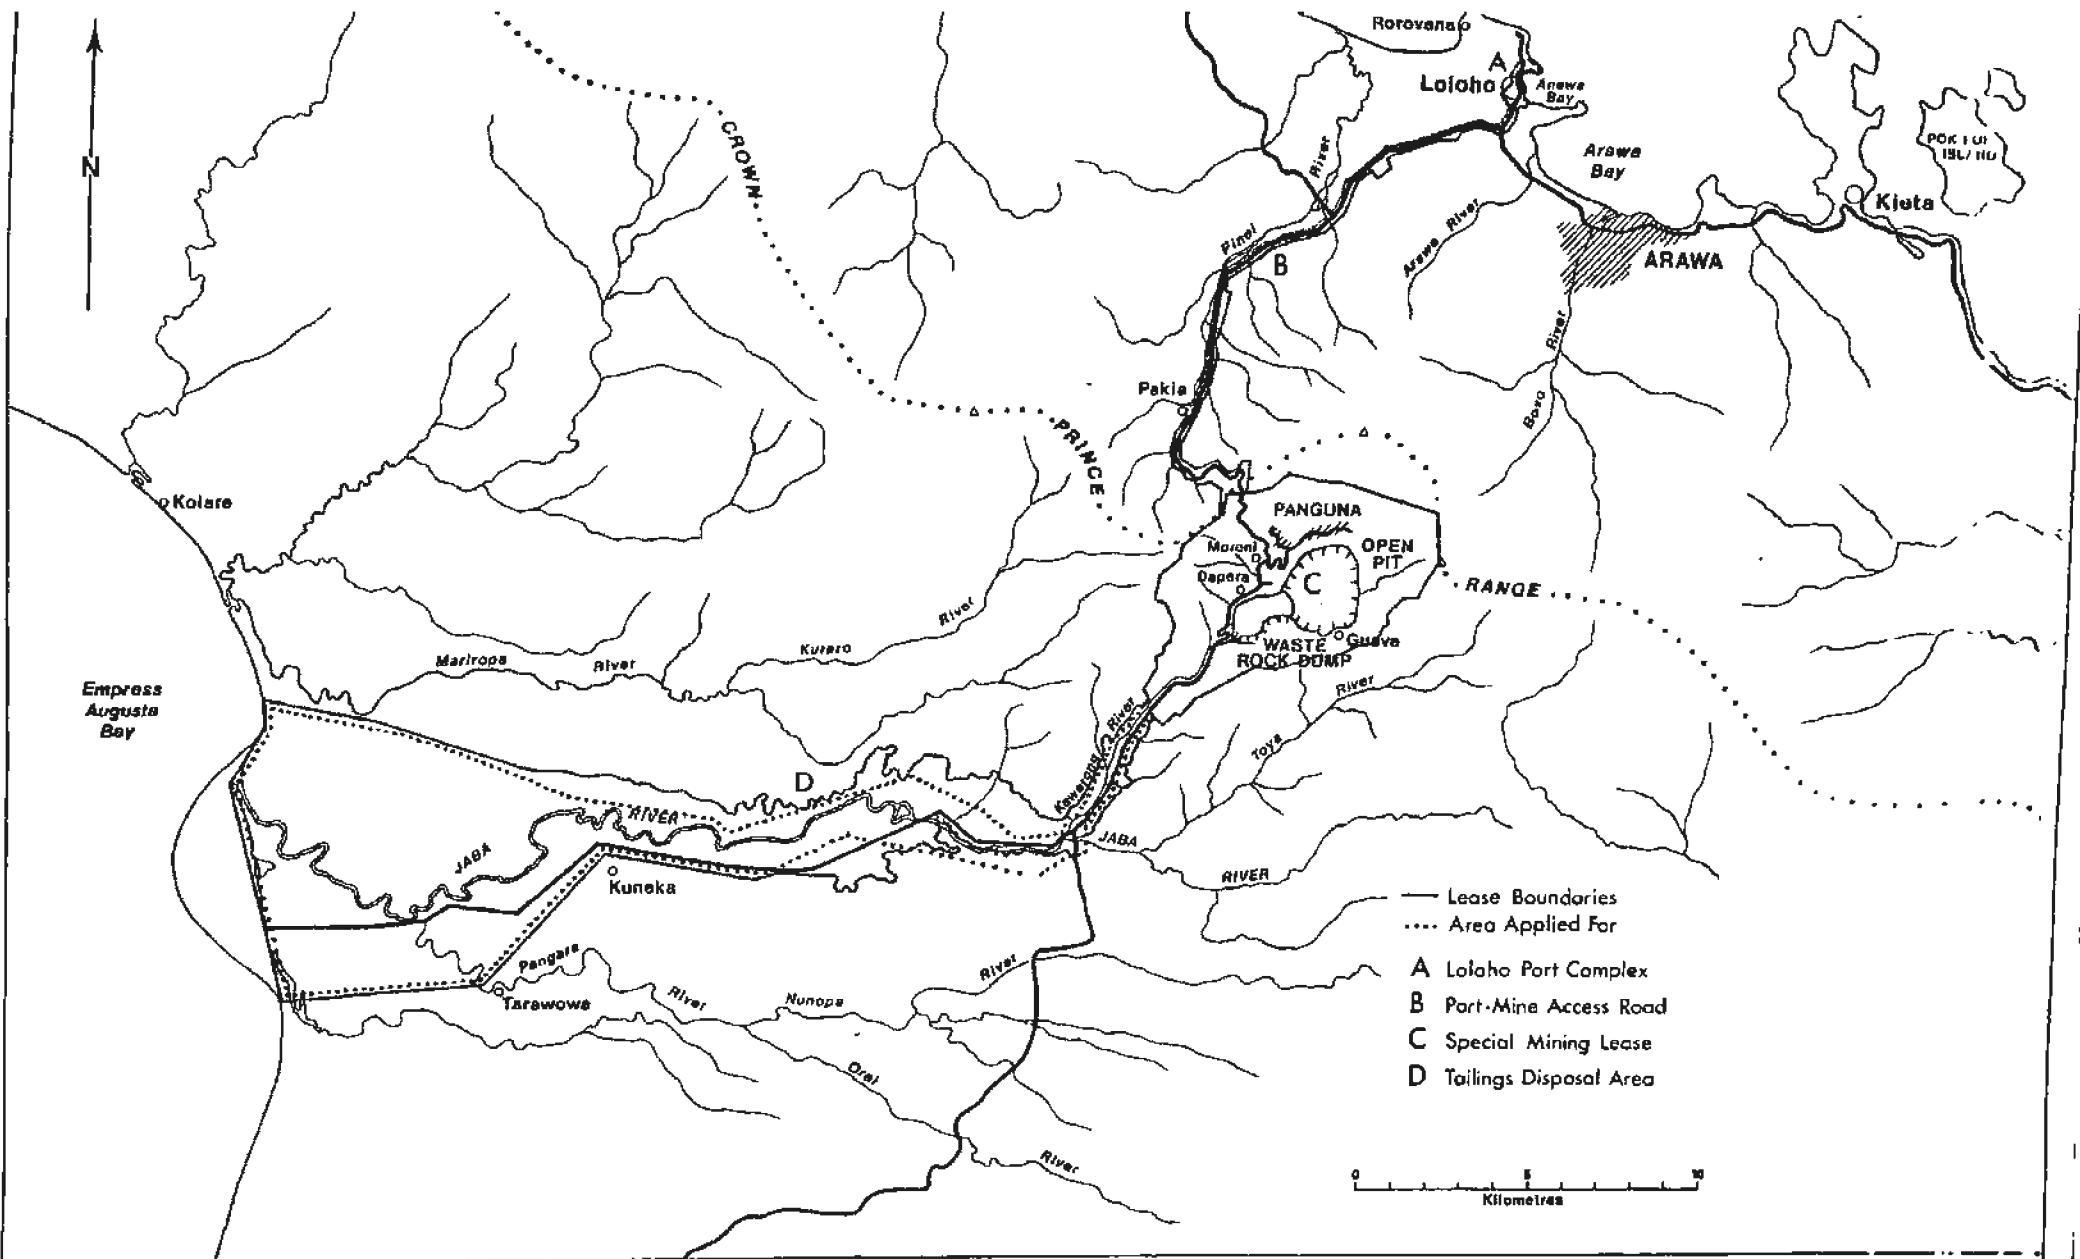 Rorovana
A
Loloho
Anewa
Bay
N
CROWN
River
Arawa
Bay
Kieta
Pinei
B
Arawa River
ARAWA
River
Bovo
Pakia
PRINCE
Kolare
PANGUNA
Moroni
OPEN
PIT
Dapera
C
RANGE
River
Kuraro
WASTE
ROCK DUMP
Guava
Mariropa
River
Empress
Augusta
Bay
River
Kawerong
River
Toya
D
RIVER
JABA
JABA
RIVER
Kuneka
Lease Boundaries
Area Applied For
Pangara
River
A Loloho Port Complex
Tarawowa
River
Nunopa
B Port-Mine Access Road
C Special Mining Lease
Oral
D Tailings Disposal Area
River
0 5 10
Kilometres